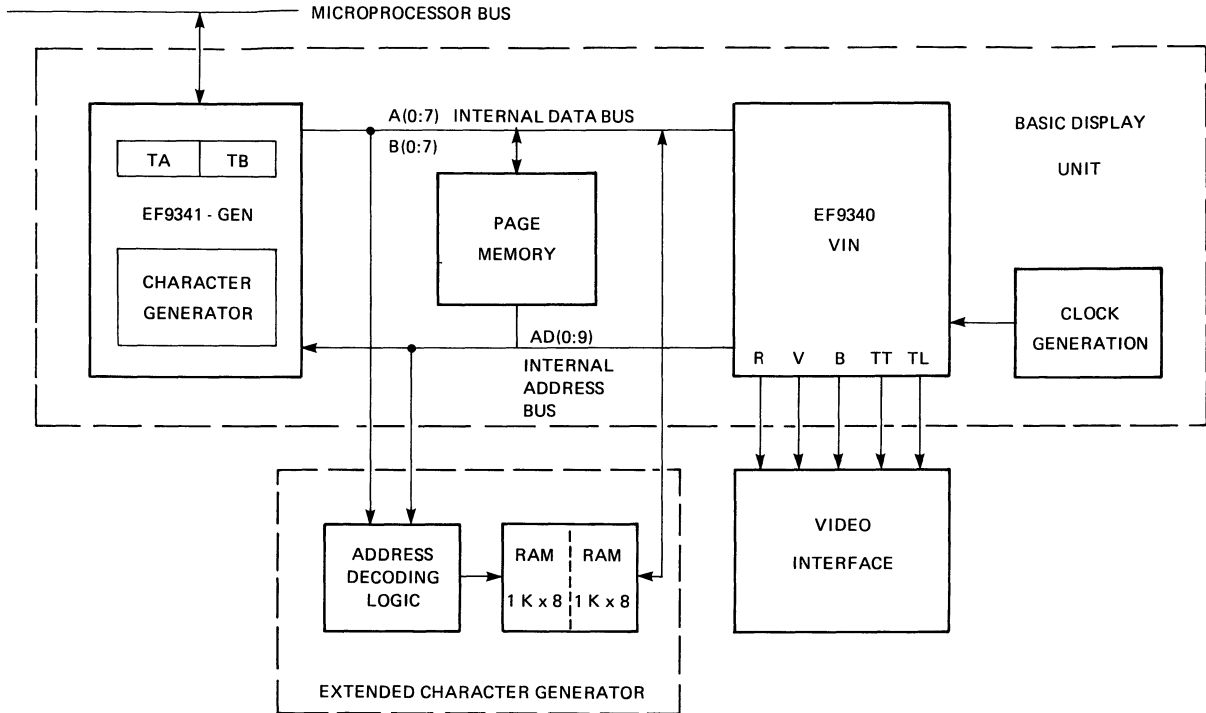 MICROPROCESSOR BUS
A(0:7) INTERNAL DATA BUS
B(0:7)
BASIC DISPLAY
UNIT
TA TB
EF9341 - GEN
CHARACTER
GENERATOR
PAGE
MEMORY
EF9340
VIN
CLOCK
GENERATION
AD(0:9)
INTERNAL
ADDRESS
BUS
R V B TT TL
ADDRESS
DECODING
LOGIC
RAM RAM
1 K x 8 1 K x 8
VIDEO
INTERFACE
EXTENDED CHARACTER GENERATOR